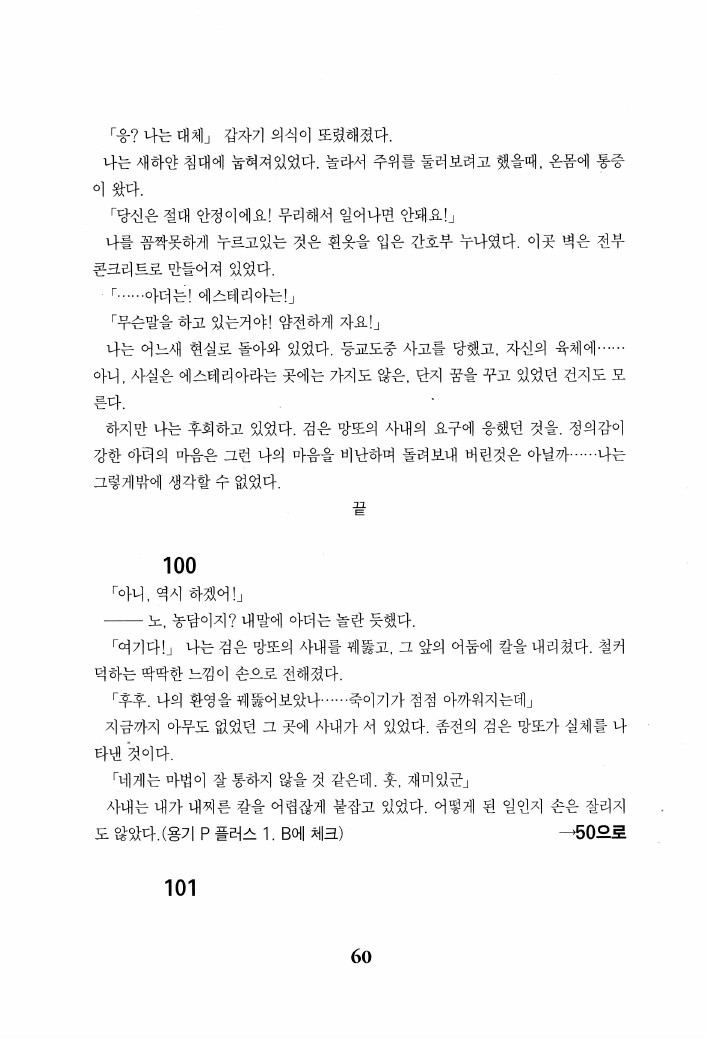 「응? 나는 대체」 갑자기 의식이 또렸해졌다.
나는 새하얀 침대에 눕혀져있었다. 놀라서 주위를 둘러보려고 했을때, 온몸에 통증
이 왔다.
「당신은 절대 안정이에요! 무리해서 일어나면 안돼요!」
나를 꼼짝못하게 누르고있는 것은 흰옷을 입은 간호부 누나였다. 이곳 벽은 전부
콘크리트로 만들어져 있었다.
「……아더는! 에스테리아는!」
「무슨말을 하고 있는거야! 얌전하게 자요!」
나는 어느새 현실로 돌아와 있었다. 등교도중 사고를 당했고, 자신의 육체에……
아니, 사실은 에스테리아라는 곳에는 가지도 않은, 단지 꿈을 꾸고 있었던 건지도 모
른다.
하지만 나는 후회하고 있었다. 검은 망또의 사내의 요구에 응했던 것을. 정의감이
강한 아더의 마음은 그런 나의 마음을 비난하며 돌려보내 버린것은 아닐까……나는
그렇게밖에 생각할 수 없었다.
끝
100
「아니, 역시 하겠어!」
―― 노, 농담이지? 내말에 아더는 놀란 듯했다.
「여기다!」 나는 검은 망또의 사내를 꿰뚫고, 그 앞의 어둠에 칼을 내리쳤다. 철커
덕하는 딱딱한 느낌이 손으로 전해졌다.
「후후. 나의 환영을 꿰뚫어보았나……죽이기가 점점 아까워지는데」
지금까지 아무도 없었던 그 곳에 사내가 서 있었다. 좀전의 검은 망또가 실체를 나
타낸 것이다.
「네게는 마법이 잘 통하지 않을 것 같은데. 훗, 재미있군」
사내는 내가 내찌른 칼을 어렵잖게 붙잡고 있었다. 어떻게 된 일인지 손은 잘리지
도 않았다.(용기 P 플러스 1. B에 체크) →50으로
101
60